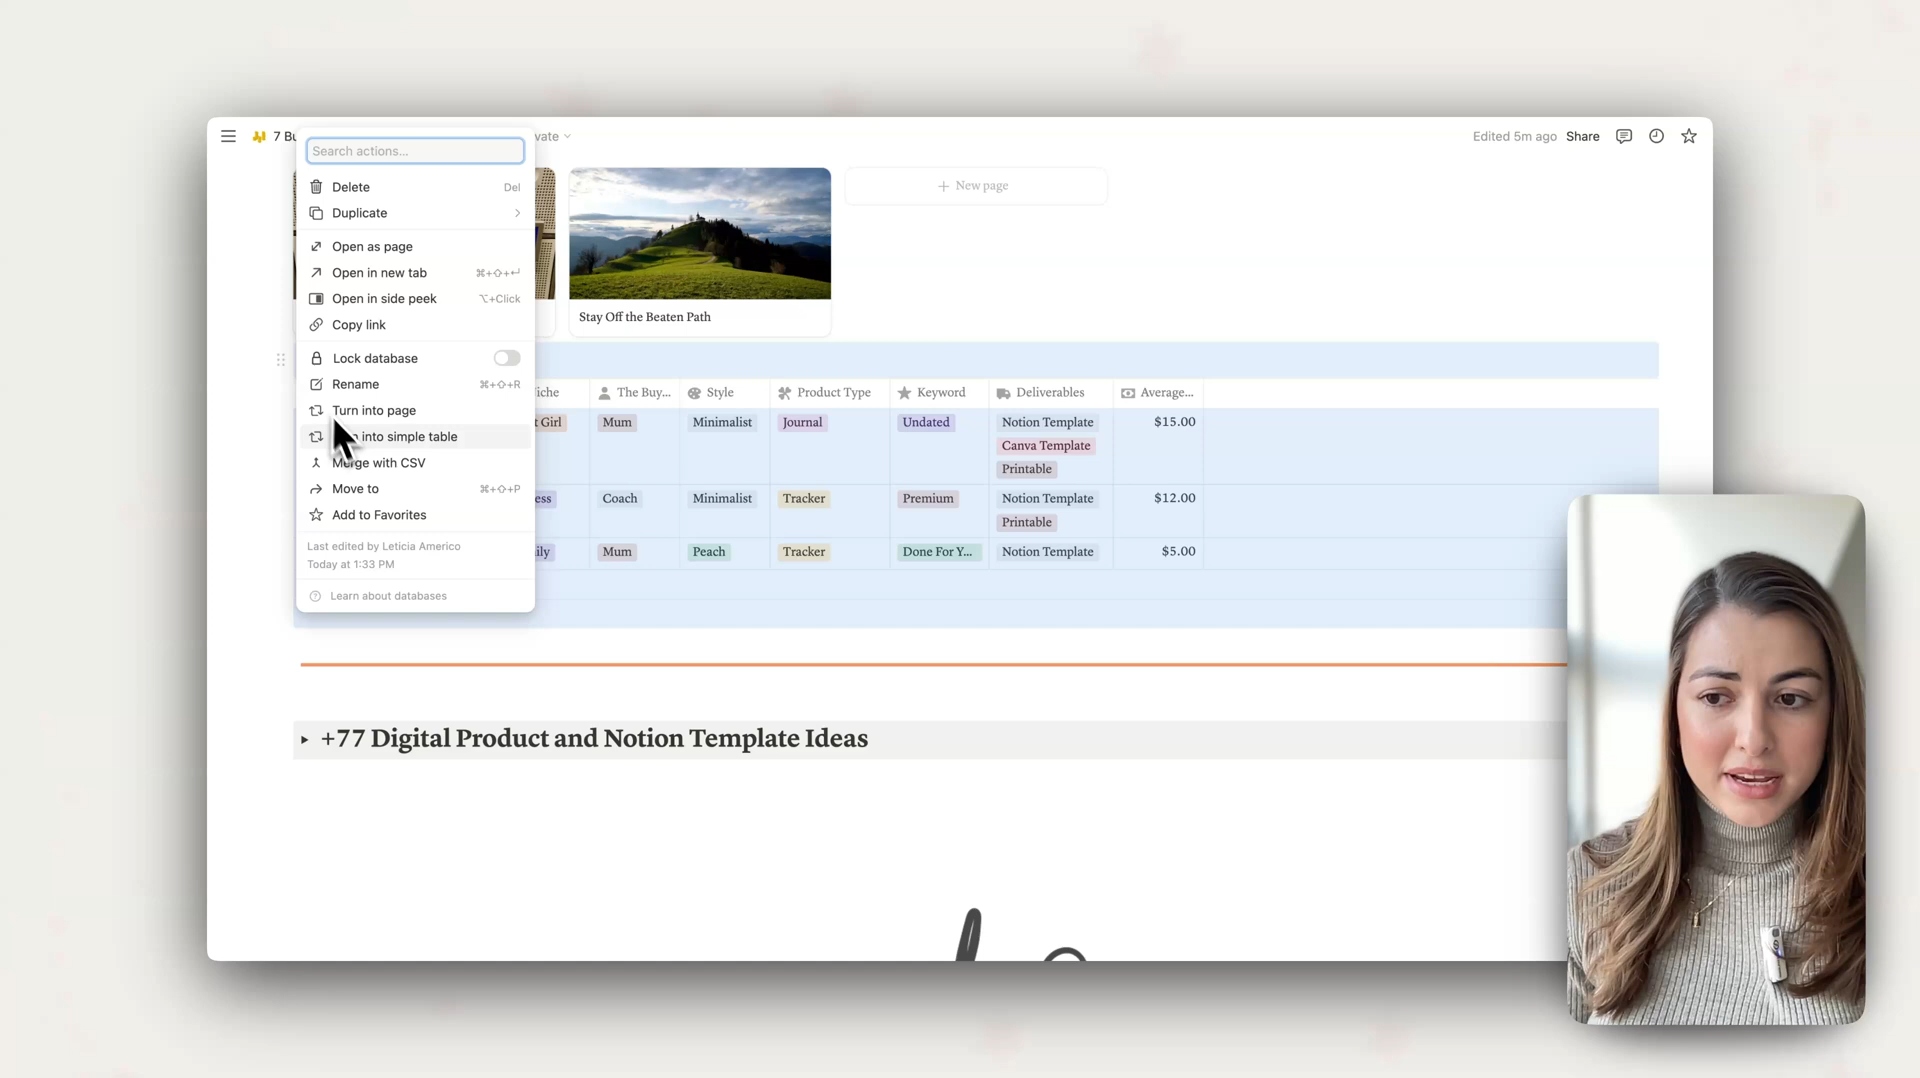 7 Bu
vate
Edited 5m ago
Share
Search actions...
Delete
Del
Duplicate
Open as page
Open in new tab
⌘+⇧+↵
Open in side peek
⌥+Click
Copy link
Lock database
Rename
⌘+⇧+R
Turn into page
into simple table
Merge with CSV
Move to
⌘+⇧+P
Add to Favorites
Last edited by Leticia Americo
Today at 1:33 PM
Learn about databases
New page
Stay Off the Beaten Path
iche
The Buy...
Style
Product Type
Keyword
Deliverables
Average...
t Girl
Mum
Minimalist
Journal
Undated
Notion Template
$15.00
Canva Template
Printable
ess
Coach
Minimalist
Tracker
Premium
Notion Template
$12.00
Printable
ily
Mum
Peach
Tracker
Done For Y...
Notion Template
$5.00
+77 Digital Product and Notion Template Ideas